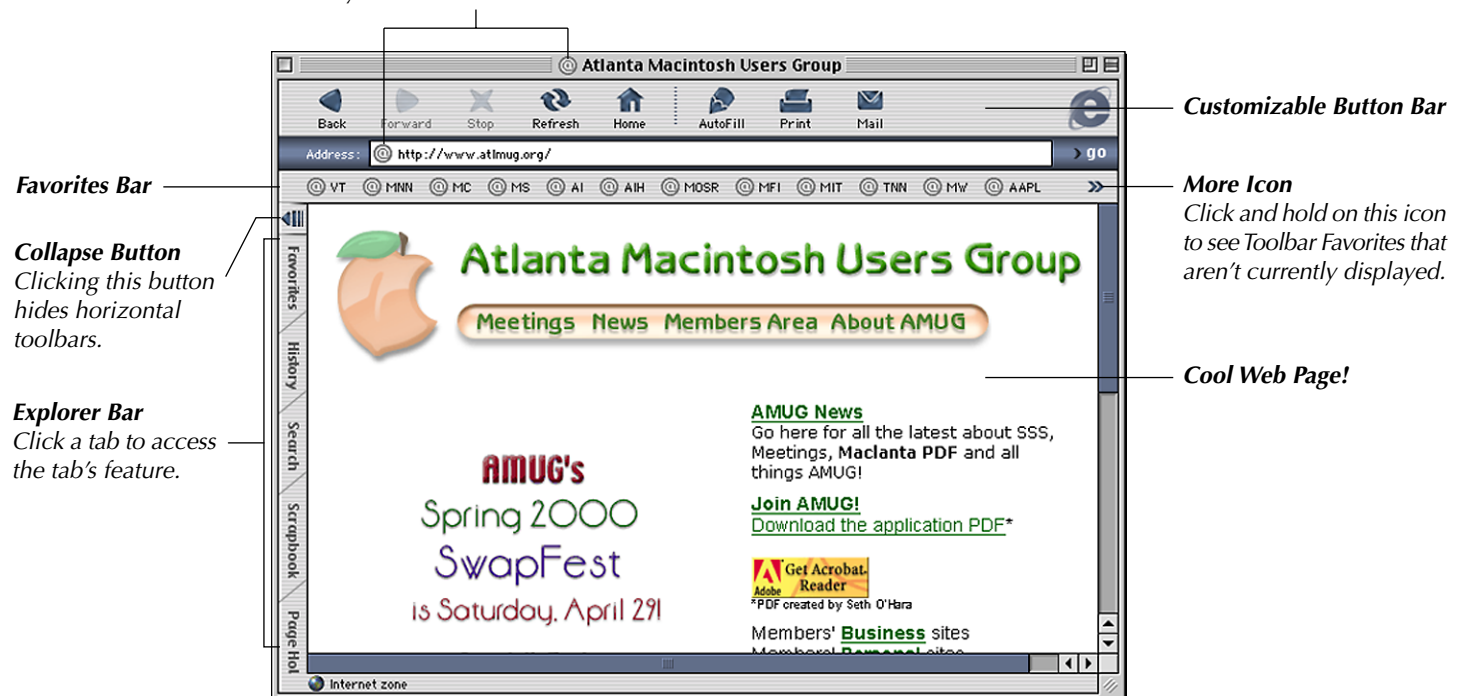 Atlanta Macintosh Users Group
Back Forward Stop Refresh Home AutoFill Print Mail
Customizable Button Bar
Address: http://www.atlmug.org/ go
Favorites Bar
VT MNN MC MS AI AIH MOSR MFI MIT TNN MW AAPL
More Icon
Click and hold on this icon
to see Toolbar Favorites that
aren't currently displayed.
Collapse Button
Clicking this button
hides horizontal
toolbars.
Explorer Bar
Click a tab to access
the tab's feature.
Favorites
History
Search
Scrapbook
Page Hol
Atlanta Macintosh Users Group
Meetings News Members Area About AMUG
Cool Web Page!
AMUG's
Spring 2000
SwapFest
is Saturday, April 29!
AMUG News
Go here for all the latest about SSS,
Meetings, Maclanta PDF and all
things AMUG!
Join AMUG!
Download the application PDF*
Get Acrobat
Reader
Adobe
*PDF created by Seth O'Hara
Members' Business sites
Members' Personal sites
Internet zone